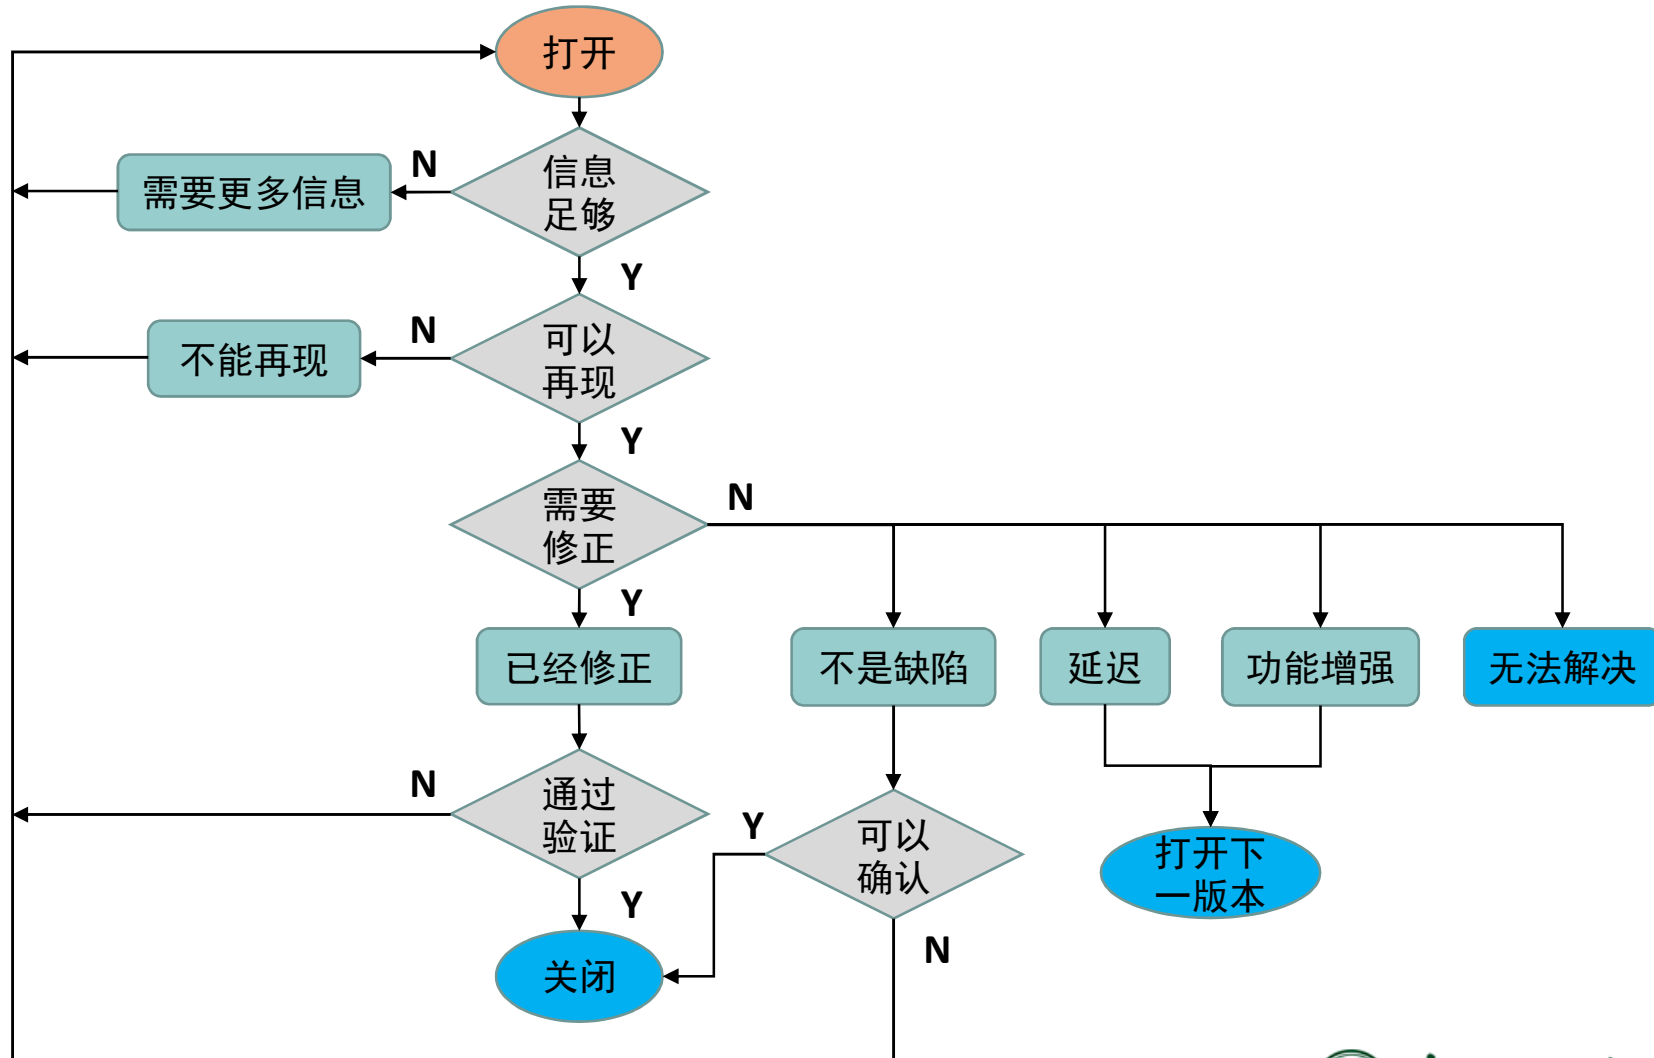 打开
N
信息
足够
需要更多信息
Y
N
可以
再现
不能再现
Y
N
需要
修正
Y
已经修正
不是缺陷
延迟
功能增强
无法解决
N
通过
验证
Y
可以
确认
打开下
一版本
Y
N
关闭